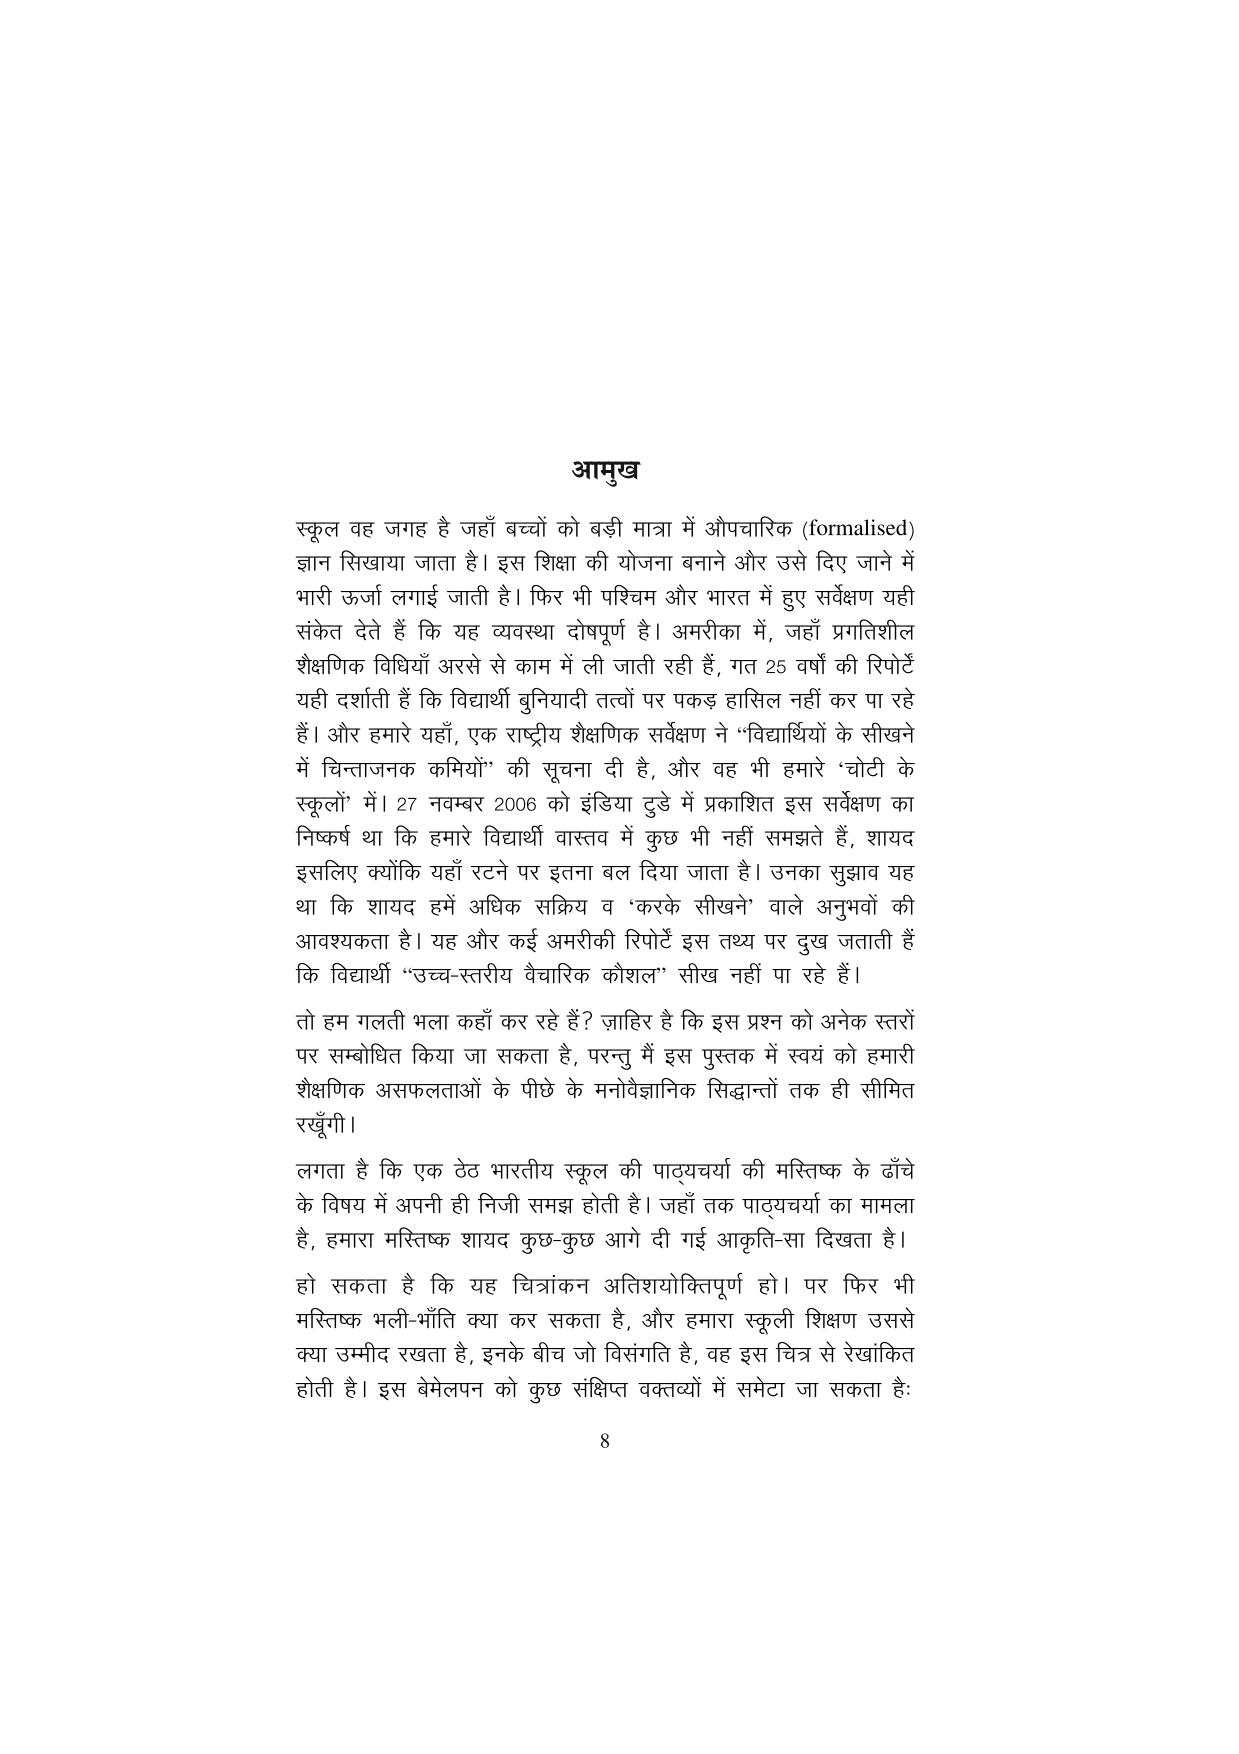 आमुख
स्कूल वह जगह है जहाँ बच्चों को बड़ी मात्रा में औपचारिक (formalised)
ज्ञान सिखाया जाता है। इस शिक्षा की योजना बनाने और उसे दिए जाने में
भारी ऊर्जा लगाई जाती है। फिर भी पश्चिम और भारत में हुए सर्वेक्षण यही
संकेत देते हैं कि यह व्यवस्था दोषपूर्ण है। अमरीका में, जहाँ प्रगतिशील
शैक्षणिक विधियाँ अरसे से काम में ली जाती रही हैं, गत 25 वर्षों की रिपोर्टें
यही दर्शाती हैं कि विद्यार्थी बुनियादी तत्वों पर पकड़ हासिल नहीं कर पा रहे
हैं। और हमारे यहाँ, एक राष्ट्रीय शैक्षणिक सर्वेक्षण ने “विद्यार्थियों के सीखने
में चिन्ताजनक कमियों” की सूचना दी है, और वह भी हमारे ‘चोटी के
स्कूलों’ में। 27 नवम्बर 2006 को इंडिया टुडे में प्रकाशित इस सर्वेक्षण का
निष्कर्ष था कि हमारे विद्यार्थी वास्तव में कुछ भी नहीं समझते हैं, शायद
इसलिए क्योंकि यहाँ रटने पर इतना बल दिया जाता है। उनका सुझाव यह
था कि शायद हमें अधिक सक्रिय व ‘करके सीखने’ वाले अनुभवों की
आवश्यकता है। यह और कई अमरीकी रिपोर्टें इस तथ्य पर दुख जताती हैं
कि विद्यार्थी “उच्च-स्तरीय वैचारिक कौशल” सीख नहीं पा रहे हैं।
तो हम गलती भला कहाँ कर रहे हैं? ज़ाहिर है कि इस प्रश्न को अनेक स्तरों
पर सम्बोधित किया जा सकता है, परन्तु मैं इस पुस्तक में स्वयं को हमारी
शैक्षणिक असफलताओं के पीछे के मनोवैज्ञानिक सिद्धान्तों तक ही सीमित
रखूँगी।
लगता है कि एक ठेठ भारतीय स्कूल की पाठ्यचर्या की मस्तिष्क के ढाँचे
के विषय में अपनी ही निजी समझ होती है। जहाँ तक पाठ्यचर्या का मामला
है, हमारा मस्तिष्क शायद कुछ-कुछ आगे दी गई आकृति-सा दिखता है।
हो सकता है कि यह चित्रांकन अतिशयोक्तिपूर्ण हो। पर फिर भी
मस्तिष्क भली-भाँति क्या कर सकता है, और हमारा स्कूली शिक्षण उससे
क्या उम्मीद रखता है, इनके बीच जो विसंगति है, वह इस चित्र से रेखांकित
होती है। इस बेमेलपन को कुछ संक्षिप्त वक्तव्यों में समेटा जा सकता हैः
8